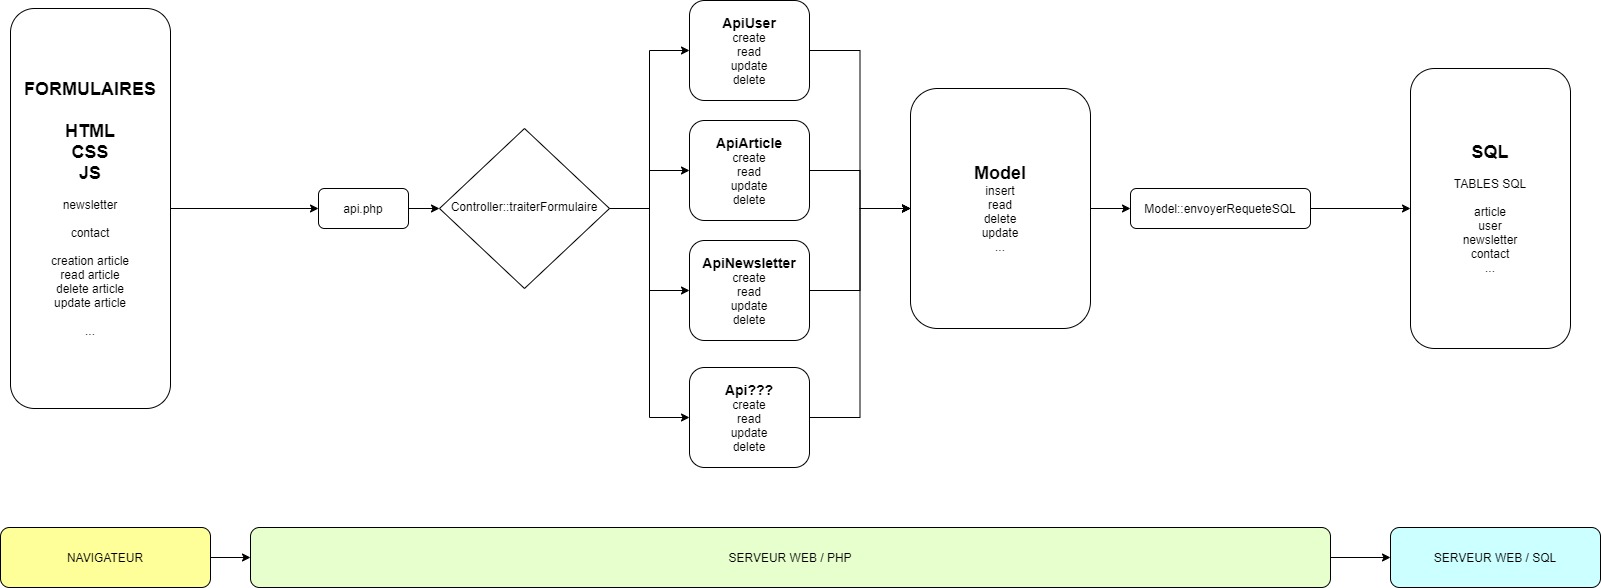 FORMULAIRES
HTML
CSS
JS
newsletter
contact
creation article
read article
delete article
update article
...
api.php
Controller::traiterFormulaire
ApiUser
create
read
update
delete
ApiArticle
create
read
update
delete
ApiNewsletter
create
read
update
delete
Api???
create
read
update
delete
Model
insert
read
delete
update
...
Model::envoyerRequeteSQL
SQL
TABLES SQL
article
user
newsletter
contact
...
NAVIGATEUR
SERVEUR WEB / PHP
SERVEUR WEB / SQL